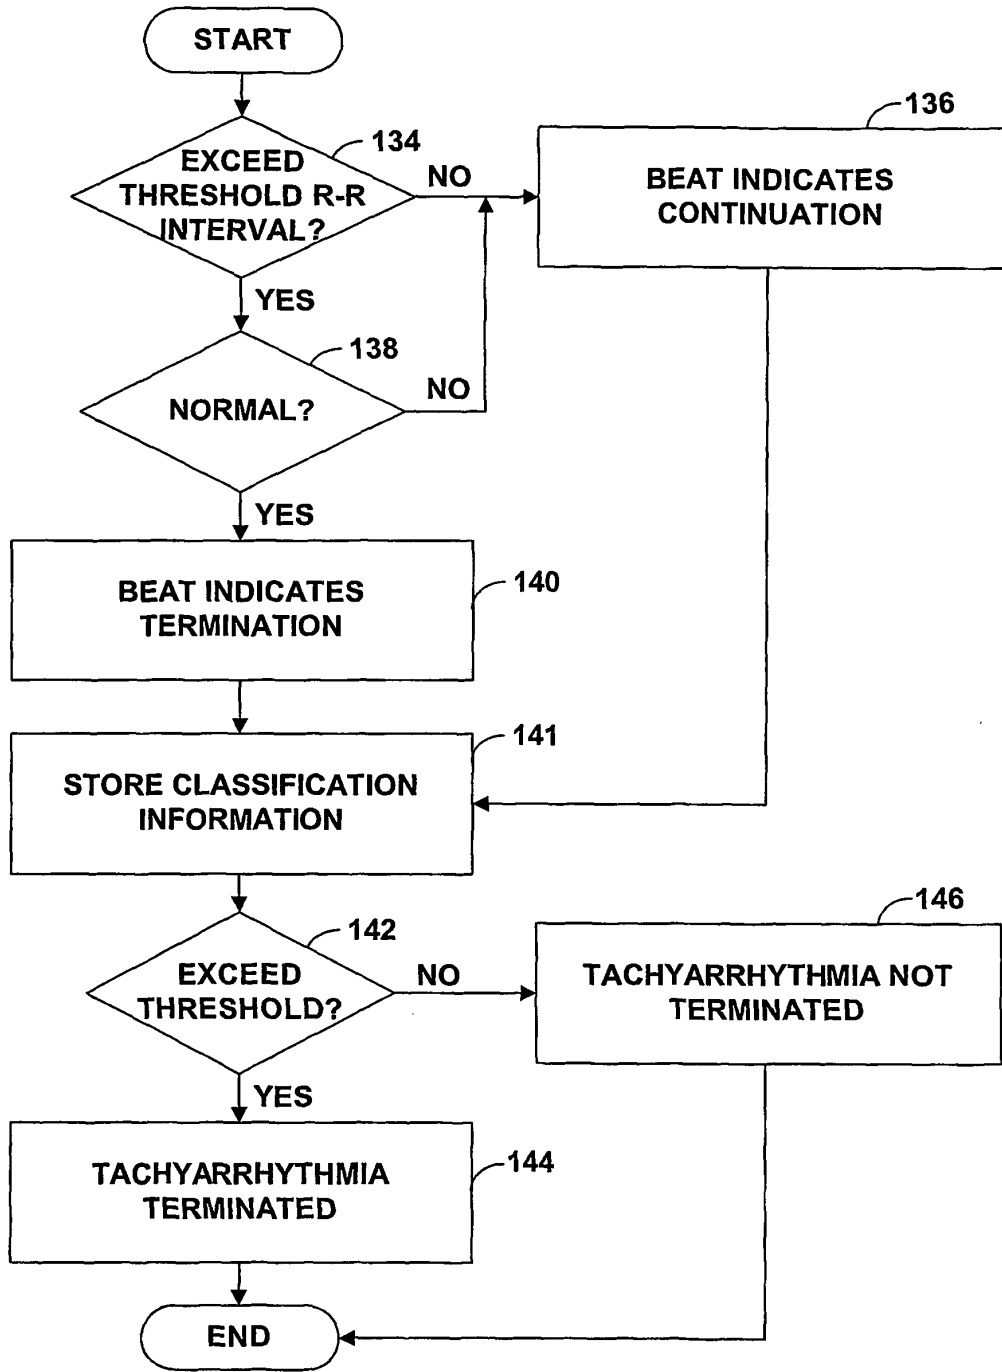 START
134
EXCEED
THRESHOLD R-R
INTERVAL?
NO
136
BEAT INDICATES
CONTINUATION
YES
138
NORMAL?
NO
YES
BEAT INDICATES
TERMINATION
140
STORE CLASSIFICATION
INFORMATION
141
142
EXCEED
THRESHOLD?
NO
146
TACHYARRHYTHMIA NOT
TERMINATED
YES
TACHYARRHYTHMIA
TERMINATED
144
END